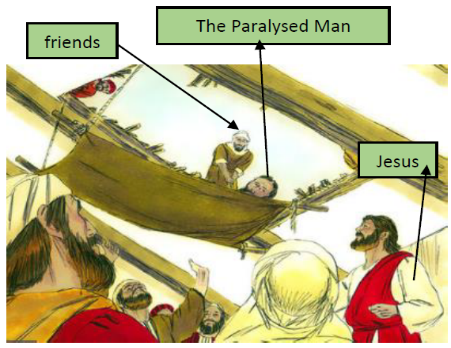 friends
The Paralysed Man
Jesus